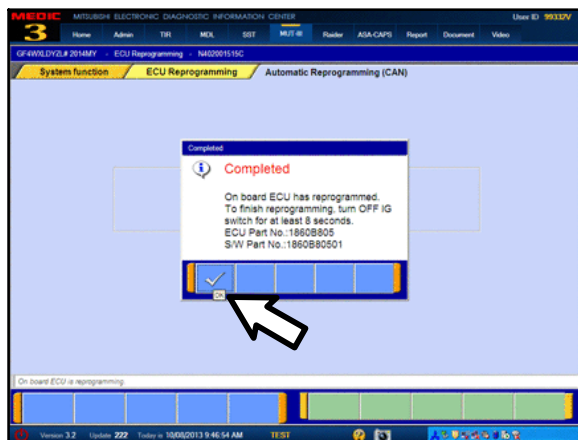 MEDIC MITSUBISHI ELECTRONIC DIAGNOSTIC INFORMATION CENTER User ID 99337V
3 Home Admin TIR MDL SST MUT-III Raider ASA-CAPS Report Document Video
GF4WXLDYZL# 2014MY - ECU Reprogramming - N402001515C
System function ECU Reprogramming Automatic Reprogramming (CAN)
Completed
Completed
On board ECU has reprogrammed.
To finish reprogramming, turn OFF IG
switch for at least 8 seconds.
ECU Part No.:1860B805
S/W Part No.:1860B80501
OK
On board ECU is reprogramming.
Version 3.2 Update 222 Today is 10/08/2013 9:46:54 AM TEST